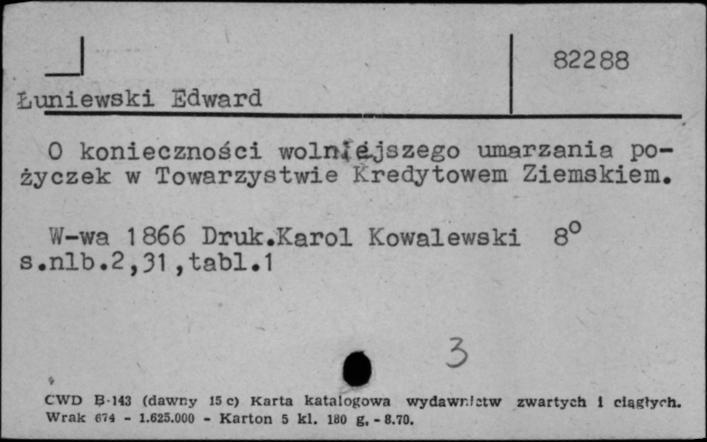 82288
Łuniewski Edward
O konieczności wolniejszego umarzania po-
życzek w Towarzystwie Kredytowem Ziemskiem.
W-wa 1866 Druk.Karol Kowalewski 8°
s.nlb.2,31,tabl.1
3
CWD B-143 (dawny 15 c) Karta katalogowa wydawnictw zwartych i ciągłych.
Wrak 674 - 1.625.000 - Karton 5 kl. 180 g. - 8.70.